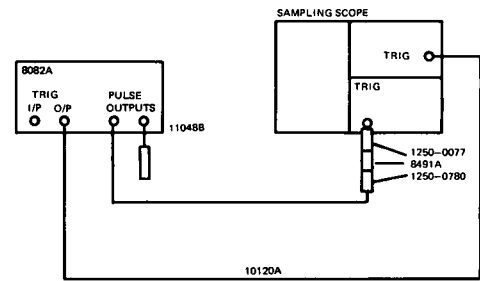 SAMPLING SCOPE
TRIG
8082A
TRIG
PULSE
I/P
O/P
OUTPUTS
TRIG
11048B
1250-0077
8491A
1250-0780
10120A